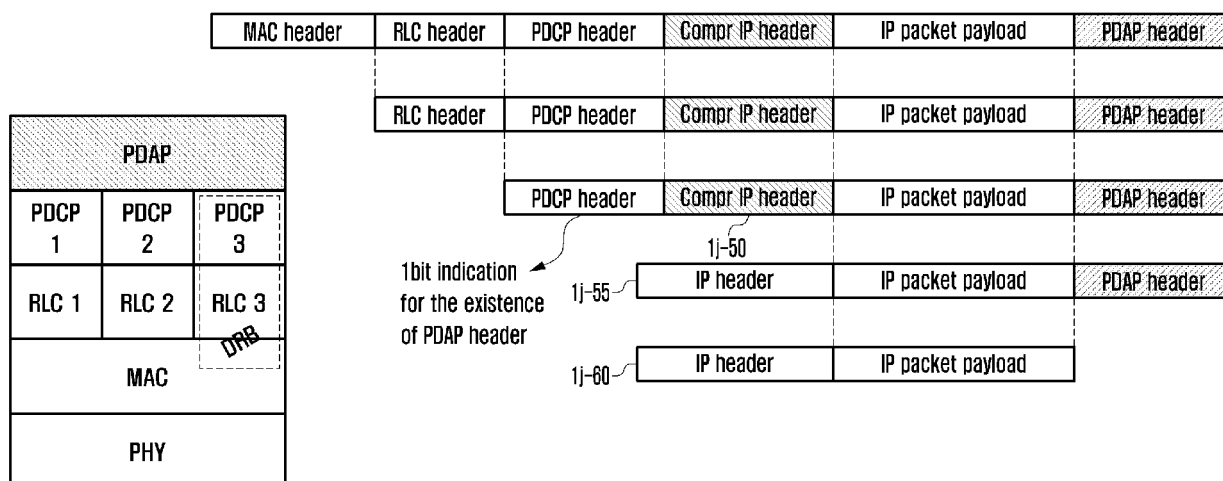 MAC header RLC header PDCP header Compr IP header IP packet payload PDAP header
RLC header PDCP header Compr IP header IP packet payload PDAP header
PDCP header Compr IP header IP packet payload PDAP header
1j-50
1bit indication
for the existence
of PDAP header
1j-55 IP header IP packet payload PDAP header
1j-60 IP header IP packet payload
PDAP
PDCP PDCP PDCP
1 2 3
RLC 1 RLC 2 RLC 3
DRB
MAC
PHY